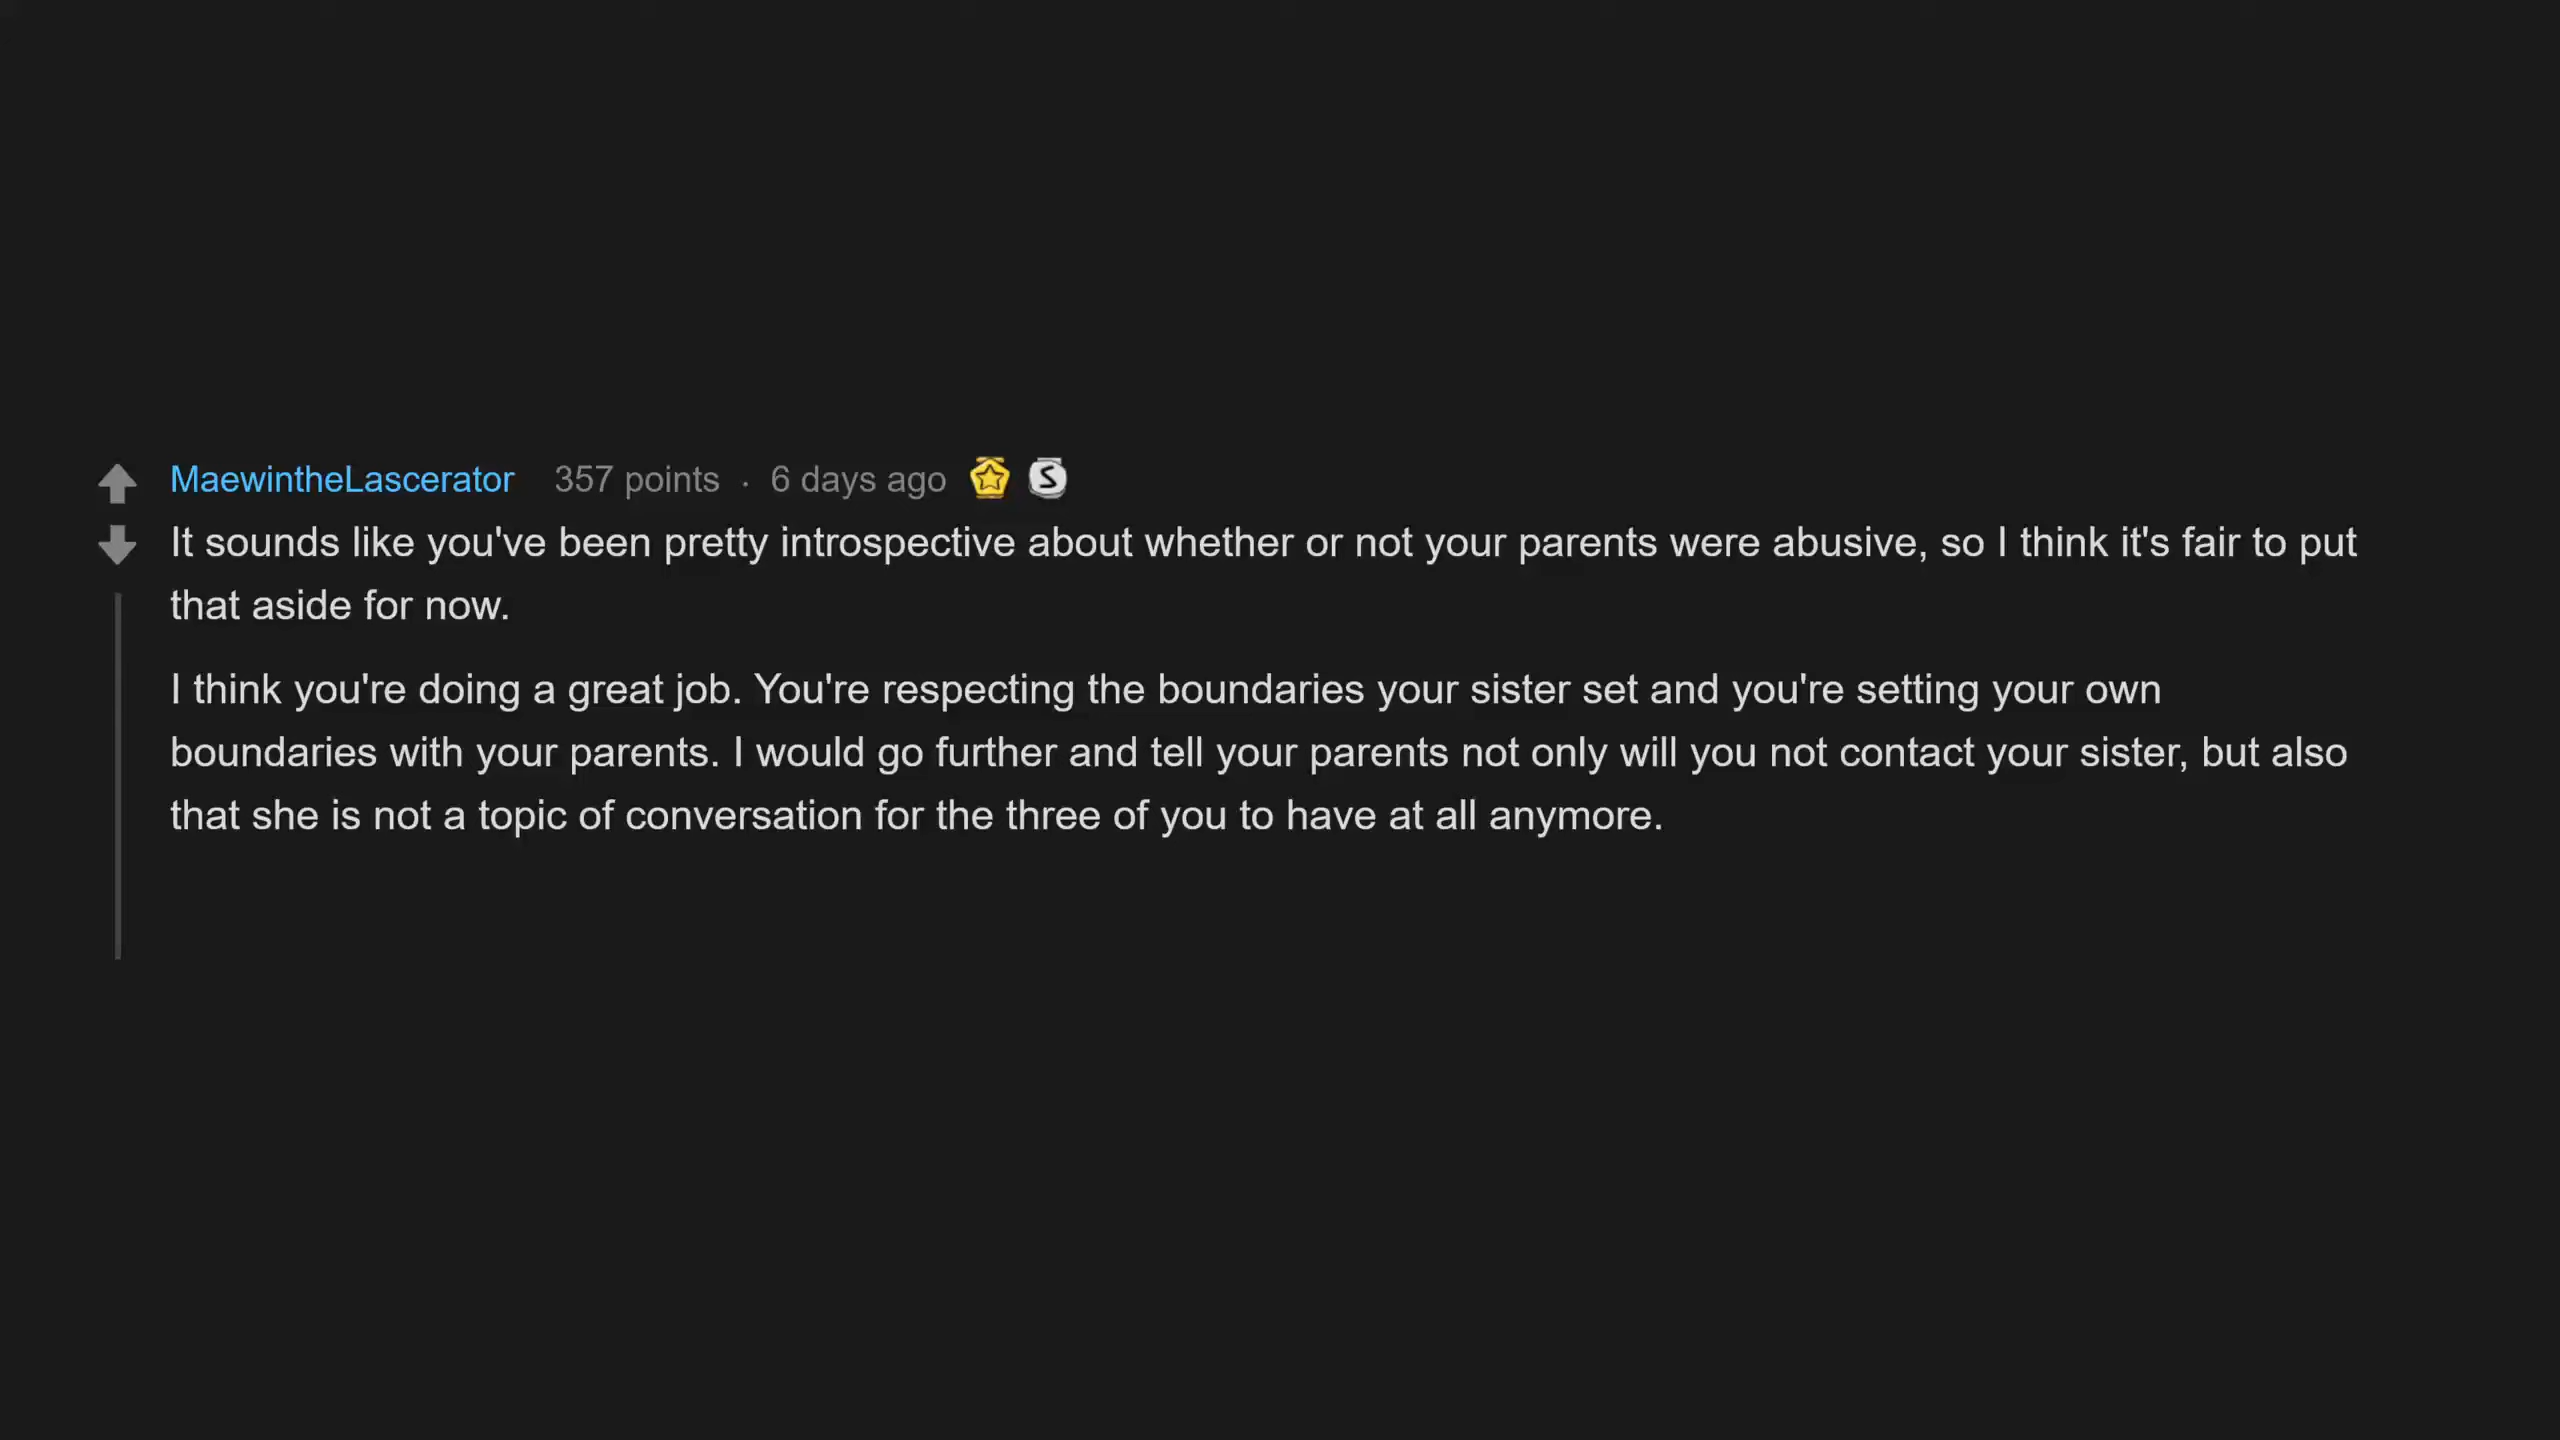 MaewintheLascerator 357 points · 6 days ago S
It sounds like you've been pretty introspective about whether or not your parents were abusive, so I think it's fair to put
that aside for now.
I think you're doing a great job. You're respecting the boundaries your sister set and you're setting your own
boundaries with your parents. I would go further and tell your parents not only will you not contact your sister, but also
that she is not a topic of conversation for the three of you to have at all anymore.